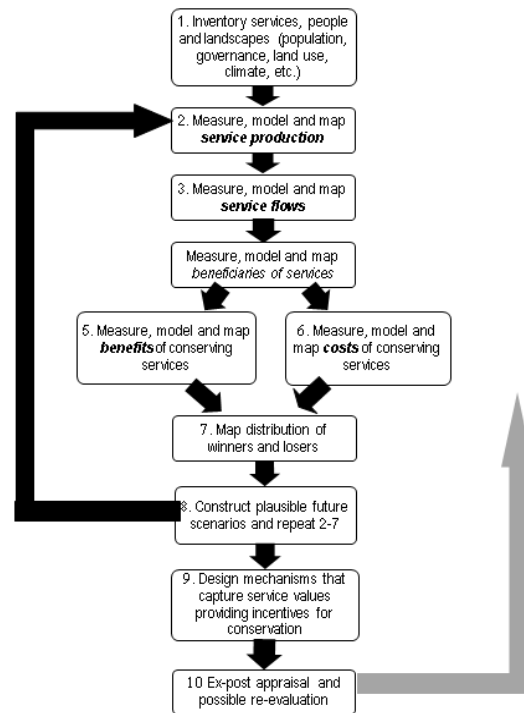 1. Inventory services, people
and landscapes (population,
governance, land use,
climate, etc.)
2. Measure, model and map
service production
3. Measure, model and map
service flows
Measure, model and map
beneficiaries of services
5. Measure, model and map
benefits of conserving
services
6. Measure, model and
map costs of conserving
services
7. Map distribution of
winners and losers
8. Construct plausible future
scenarios and repeat 2-7
9. Design mechanisms that
capture service values
providing incentives for
conservation
10 Ex-post appraisal and
possible re-evaluation